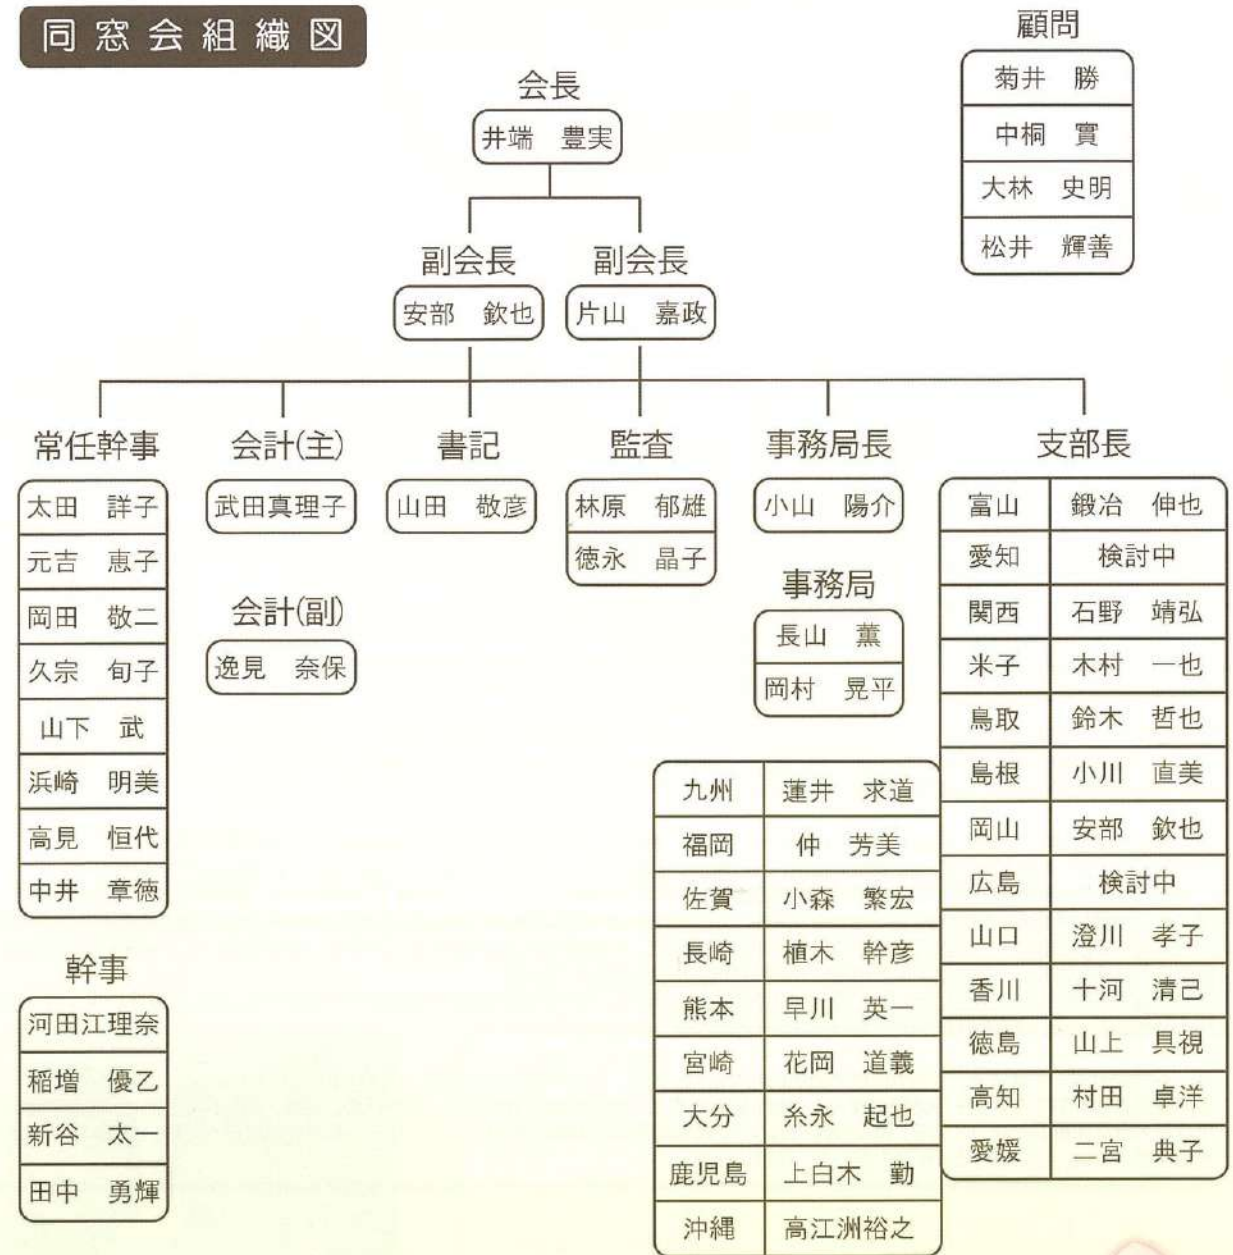 同窓会組織図
顧問
菊井　勝
中桐　實
大林　史明
松井　輝善
会長
井端　豊実
副会長
安部　欽也
副会長
片山　嘉政
常任幹事
太田　詳子
元吉　恵子
岡田　敬二
久宗　旬子
山下　武
浜崎　明美
高見　恒代
中井　章徳
幹事
河田江理奈
稲増　優乙
新谷　太一
田中　勇輝
会計(主)
武田真理子
会計(副)
逸見　奈保
書記
山田　敬彦
監査
林原　郁雄
徳永　晶子
事務局長
小山　陽介
事務局
長山　薫
岡村　晃平
支部長
富山　鍛冶　伸也
愛知　検討中
関西　石野　靖弘
米子　木村　一也
鳥取　鈴木　哲也
島根　小川　直美
岡山　安部　欽也
広島　検討中
山口　澄川　孝子
香川　十河　清己
徳島　山上　具視
高知　村田　卓洋
愛媛　二宮　典子
九州　蓮井　求道
福岡　仲　芳美
佐賀　小森　繁宏
長崎　植木　幹彦
熊本　早川　英一
宮崎　花岡　道義
大分　糸永　起也
鹿児島　上白木　勤
沖縄　高江洲裕之